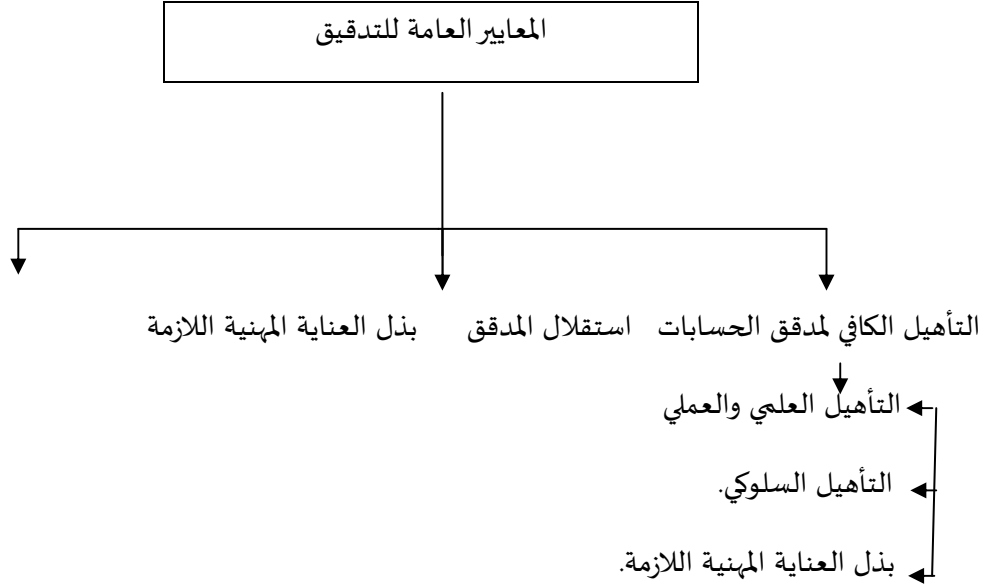 المعايير العامة للتدقيق
التأهيل الكافي لمدقق الحسابات استقلال المدقق بذل العناية المهنية اللازمة
التأهيل العلمي والعملي
التأهيل السلوكي.
بذل العناية المهنية اللازمة.